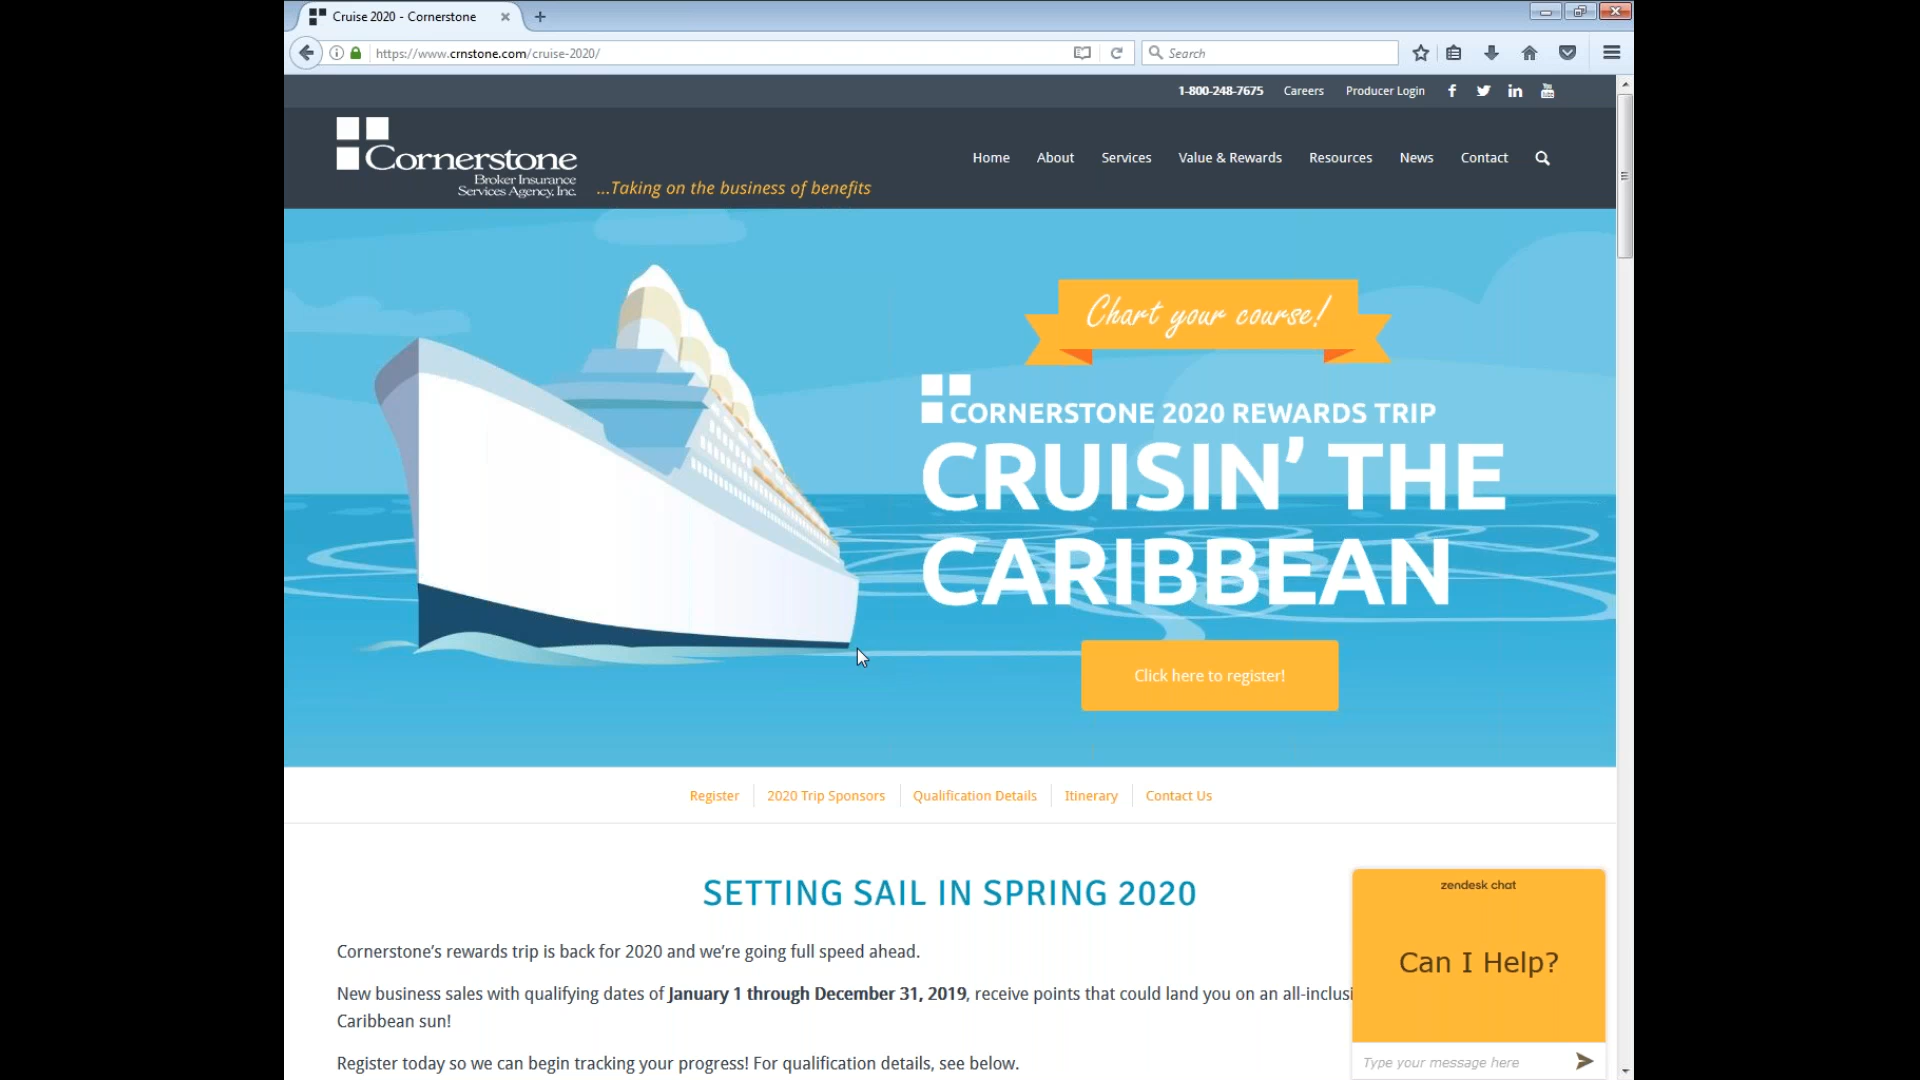 Cruise 2020 - Cornerstone
https://www.crnstone.com/cruise-2020/
Search
1-800-248-7675 Careers Producer Login
Cornerstone
Broker Insurance
Services Agency, Inc.
...Taking on the business of benefits
Home About Services Value & Rewards Resources News Contact
Chart your course!
CORNERSTONE 2020 REWARDS TRIP
CRUISIN' THE
CARIBBEAN
Click here to register!
Register 2020 Trip Sponsors Qualification Details Itinerary Contact Us
SETTING SAIL IN SPRING 2020
Cornerstone's rewards trip is back for 2020 and we're going full speed ahead.
New business sales with qualifying dates of January 1 through December 31, 2019, receive points that could land you on an all-inclusi
Caribbean sun!
Register today so we can begin tracking your progress! For qualification details, see below.
zendesk chat
Can I Help?
Type your message here